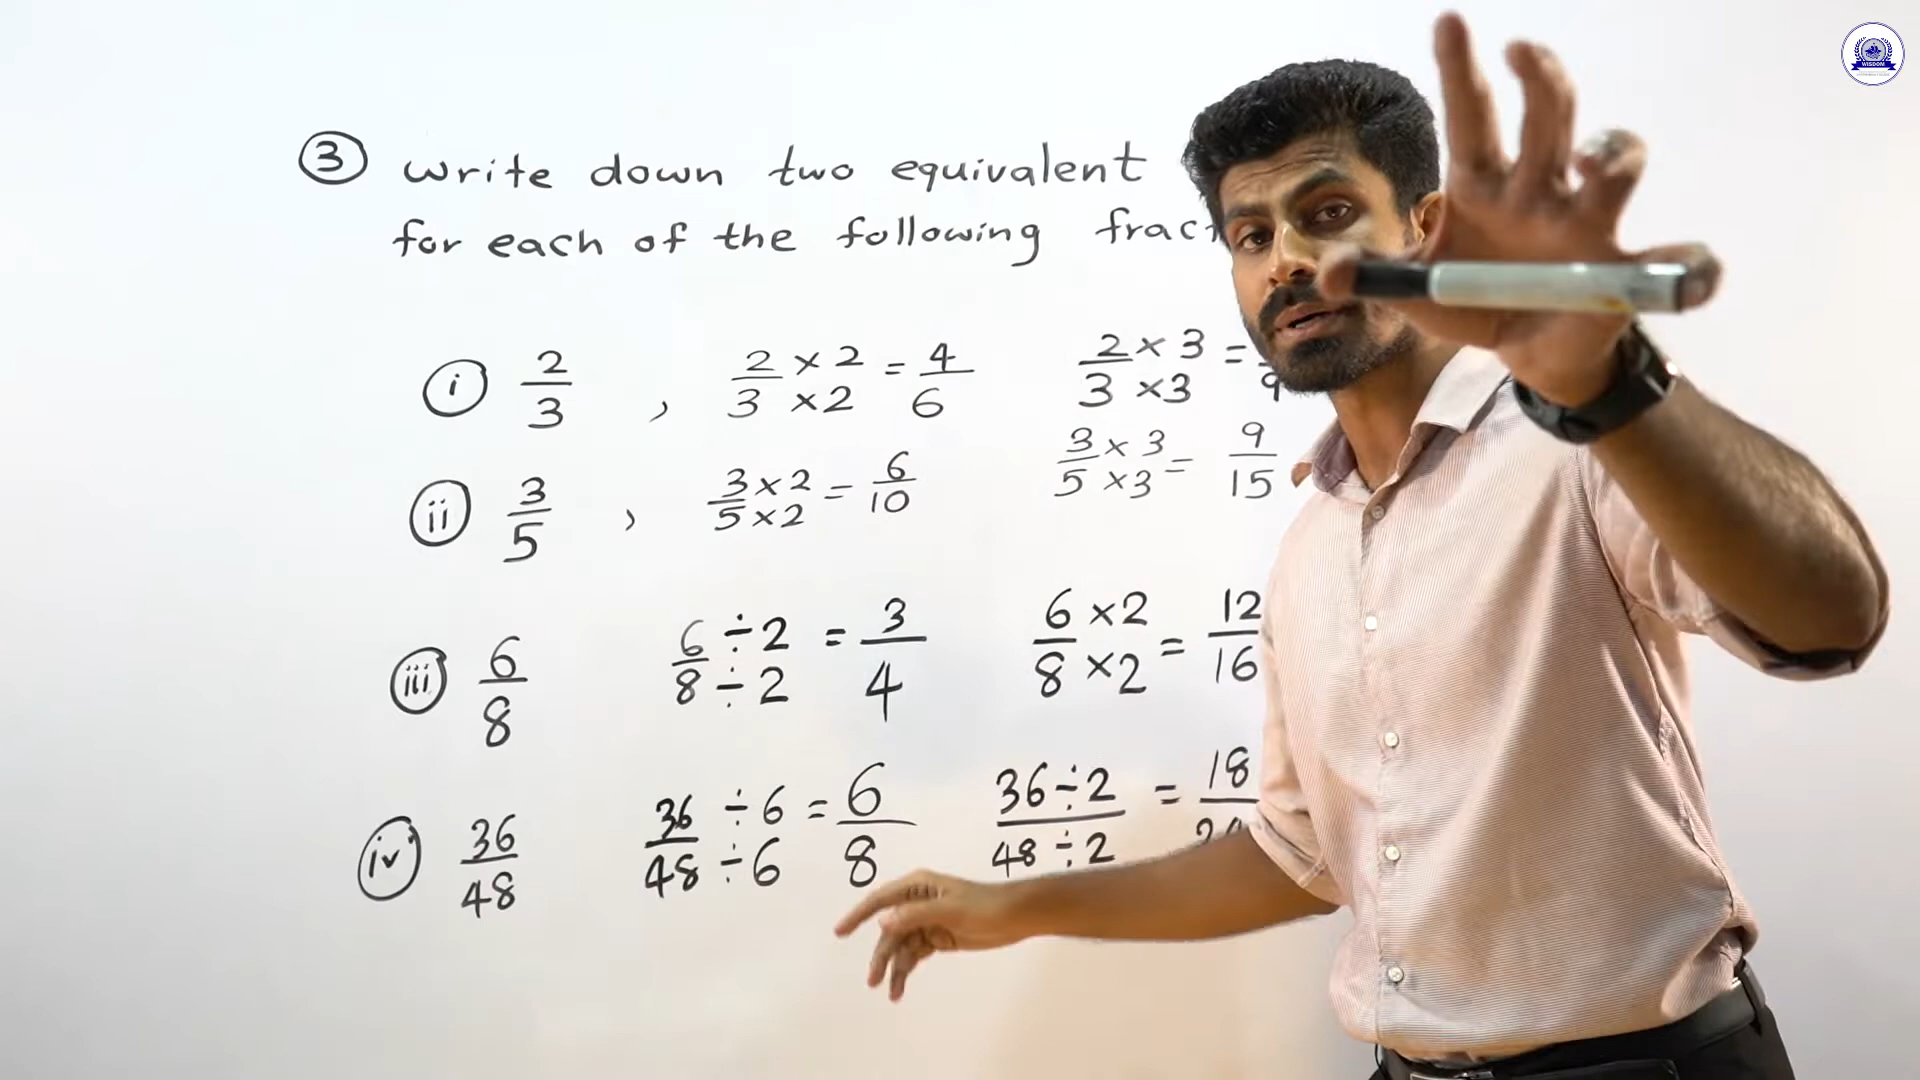 3 write down two equivalent
for each of the following fract
i 2/3 , 2/3 × 2 × 2 = 4/6 2/3 × 3 × 3 = /9
ii 3/5 , 3/5 × 2 × 2 = 6/10 3/5 × 3 × 3 = 9/15
iii 6/8 6/8 ÷ 2 ÷ 2 = 3/4 6/8 × 2 × 2 = 12/16
iv 36/48 36/48 ÷ 6 ÷ 6 = 6/8 36 ÷ 2 / 48 ÷ 2 = 18/
WISDOM